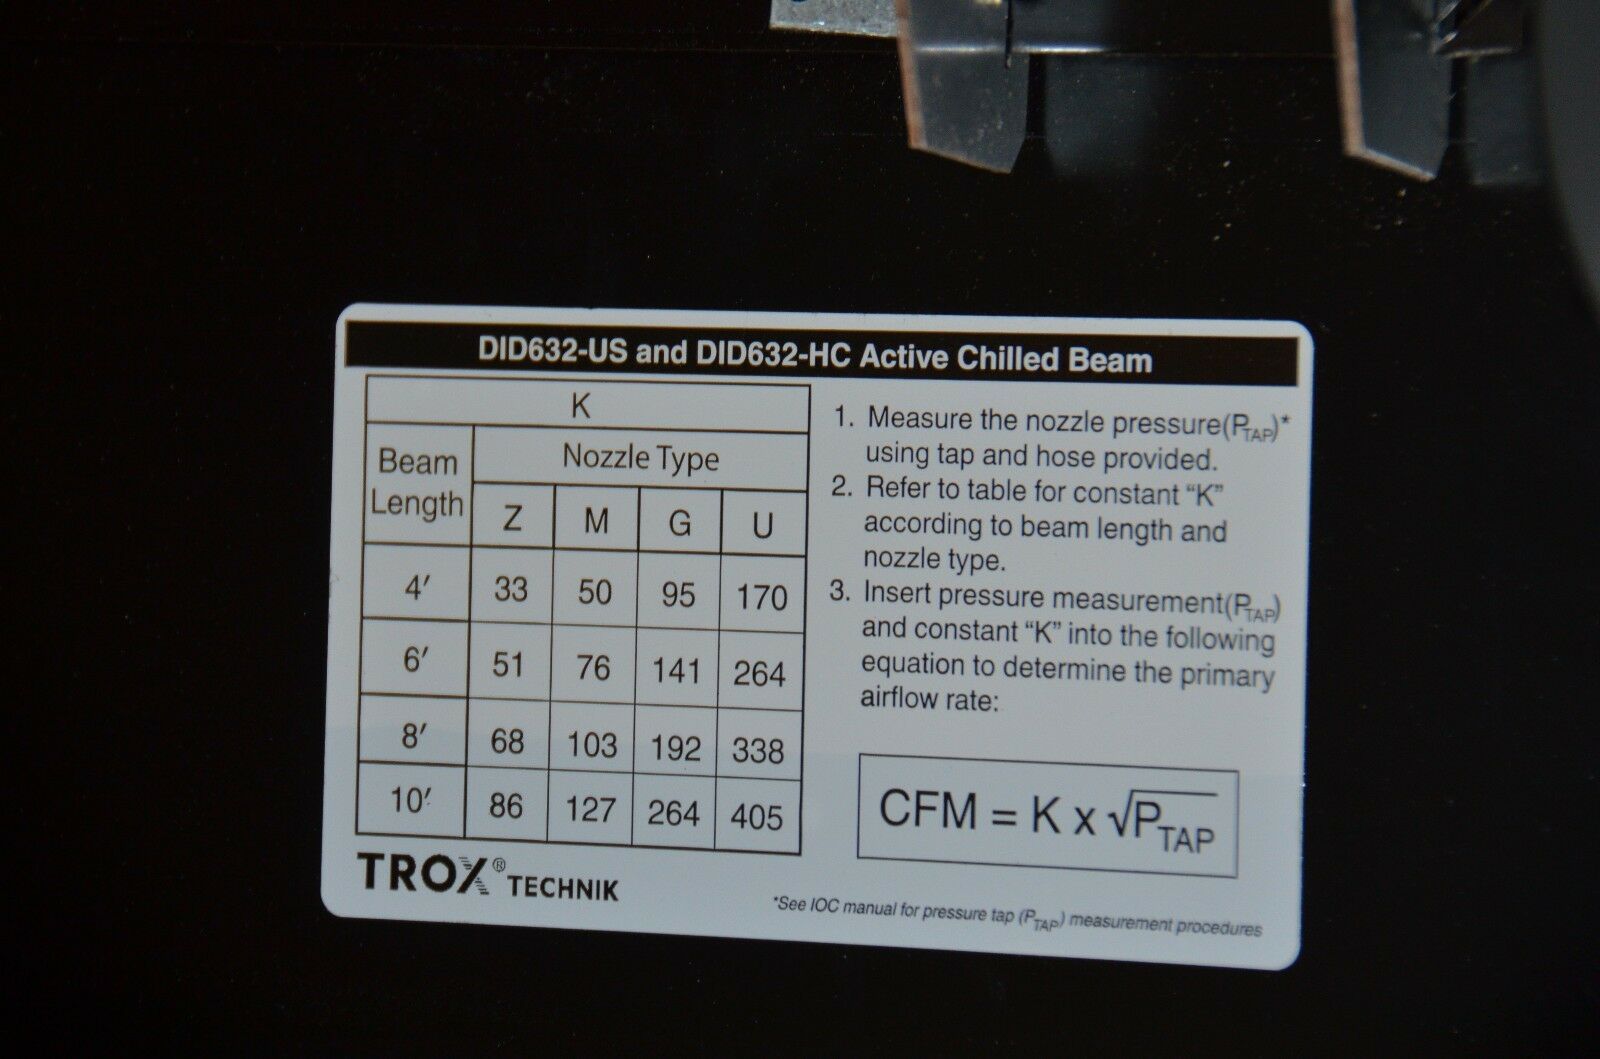 DID632-US and DID632-HC Active Chilled Beam
K
Beam Length
Nozzle Type
Z M G U
4′ 33 50 95 170
6′ 51 76 141 264
8′ 68 103 192 338
10′ 86 127 264 405
1. Measure the nozzle pressure(PTAP)*
using tap and hose provided.
2. Refer to table for constant “K”
according to beam length and
nozzle type.
3. Insert pressure measurement(PTAP)
and constant “K” into the following
equation to determine the primary
airflow rate:
CFM = K x √PTAP
TROX® TECHNIK
*See IOC manual for pressure tap (PTAP) measurement procedures